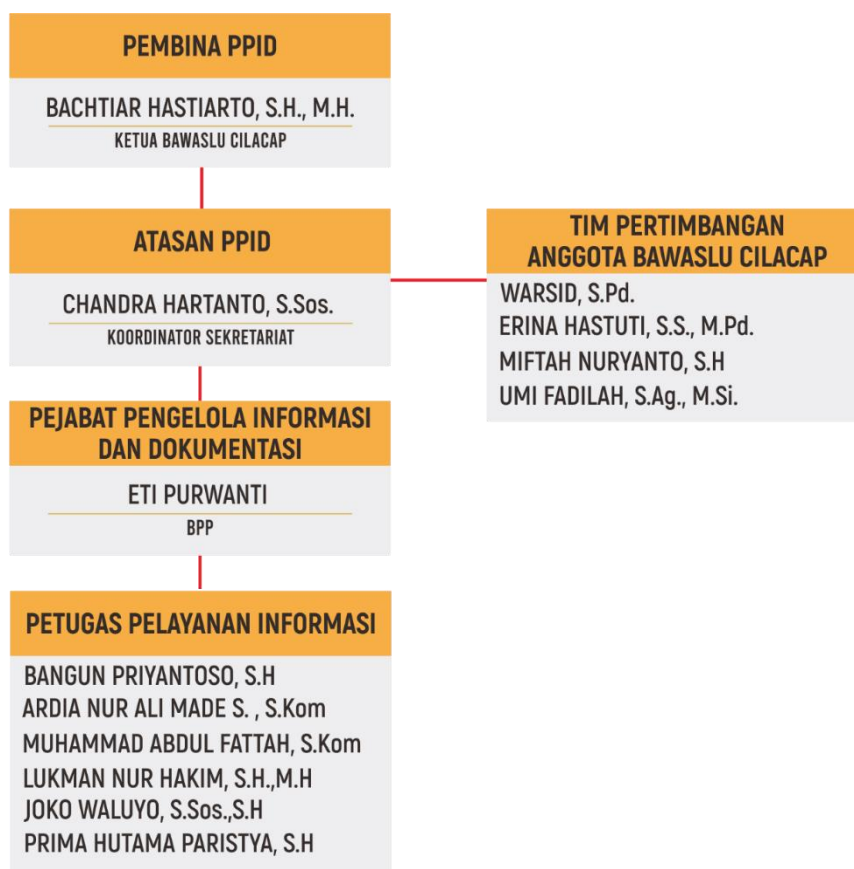 PEMBINA PPID
BACHTIAR HASTIARTO, S.H., M.H.
KETUA BAWASLU CILACAP
ATASAN PPID
CHANDRA HARTANTO, S.Sos.
KOORDINATOR SEKRETARIAT
TIM PERTIMBANGAN
ANGGOTA BAWASLU CILACAP
WARSID, S.Pd.
ERINA HASTUTI, S.S., M.Pd.
MIFTAH NURYANTO, S.H
UMI FADILAH, S.Ag., M.Si.
PEJABAT PENGELOLA INFORMASI
DAN DOKUMENTASI
ETI PURWANTI
BPP
PETUGAS PELAYANAN INFORMASI
BANGUN PRIYANTOSO, S.H
ARDIA NUR ALI MADE S. , S.Kom
MUHAMMAD ABDUL FATTAH, S.Kom
LUKMAN NUR HAKIM, S.H.,M.H
JOKO WALUYO, S.Sos.,S.H
PRIMA HUTAMA PARISTYA, S.H